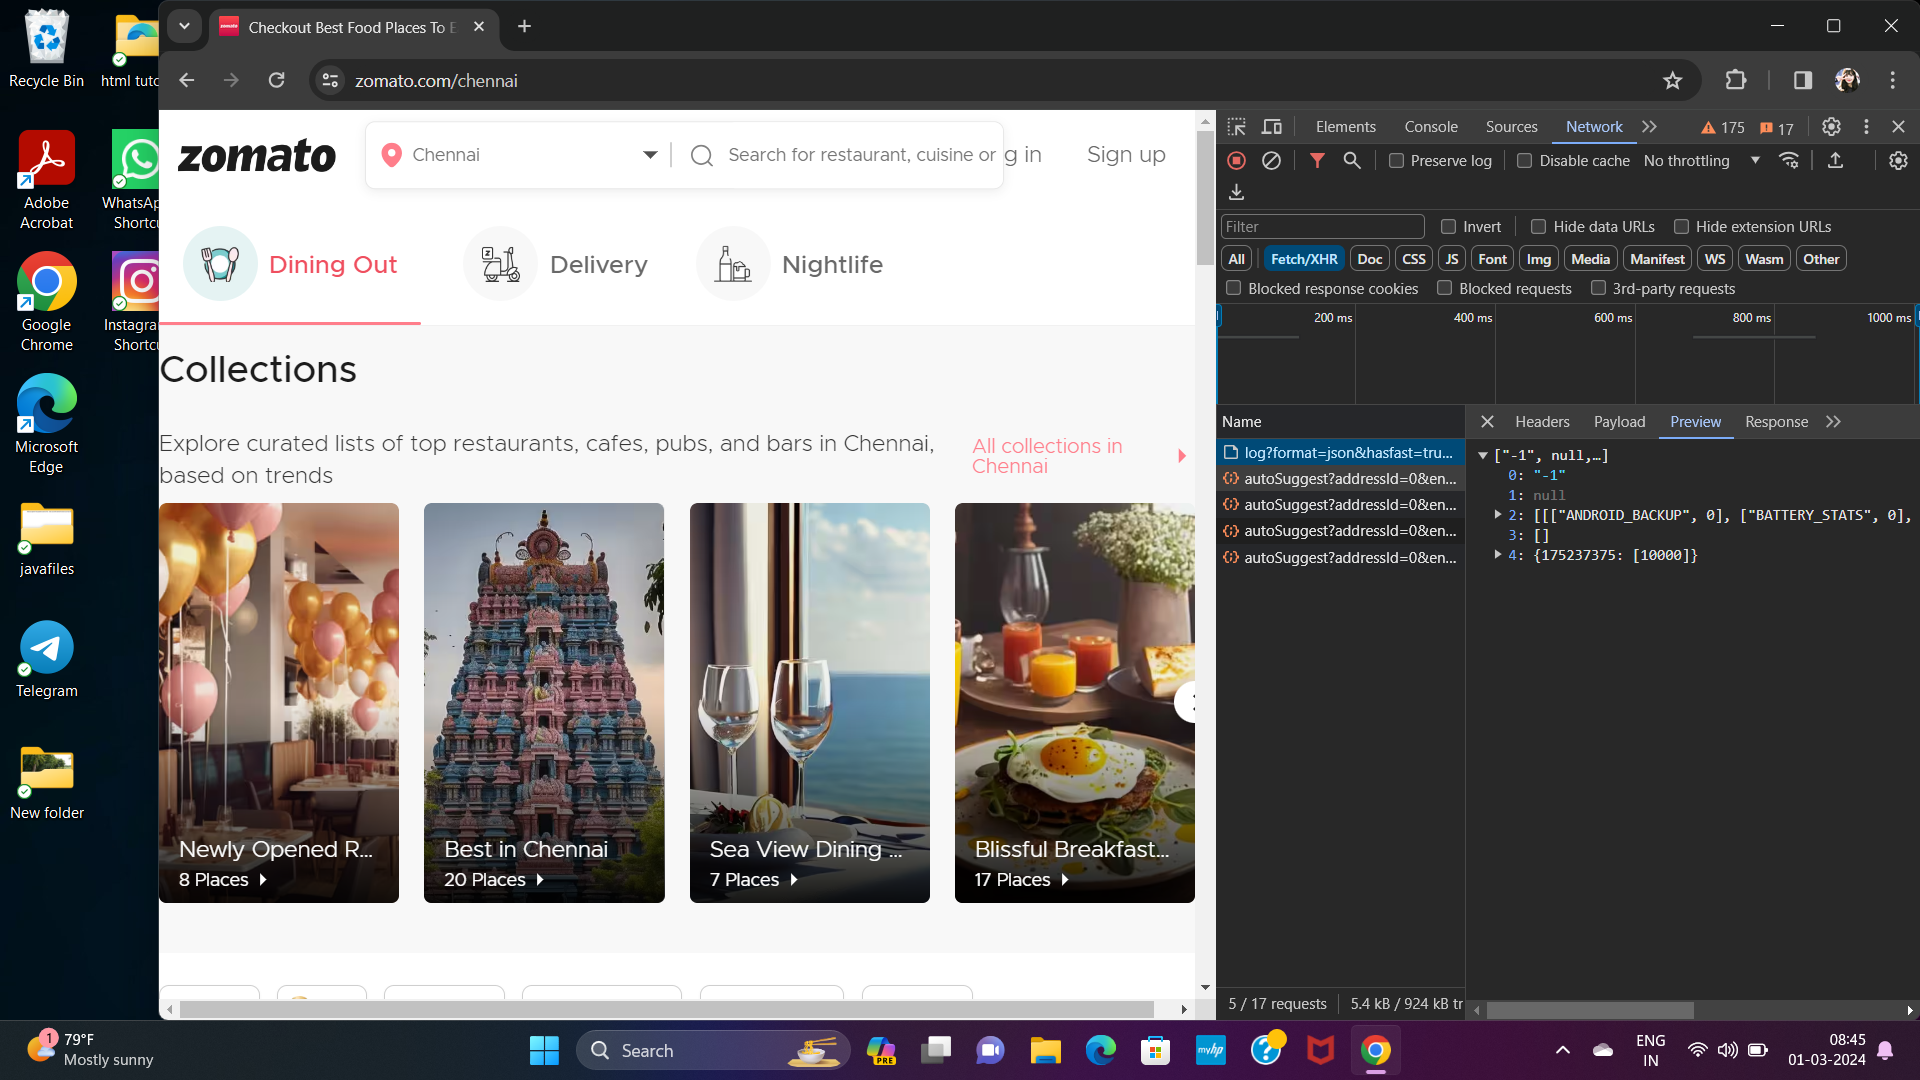 Recycle Bin
html tuto
Adobe
Acrobat
WhatsAp
Shortcu
Google
Chrome
Instagra
Shortcu
Microsoft
Edge
javafiles
Telegram
New folder
zomato
Checkout Best Food Places To E
zomato.com/chennai
zomato
Chennai
Search for restaurant, cuisine or
g in
Sign up
Dining Out
Delivery
Nightlife
Collections
Explore curated lists of top restaurants, cafes, pubs, and bars in Chennai,
based on trends
All collections in
Chennai
Newly Opened R...
8 Places
Best in Chennai
20 Places
Sea View Dining ...
7 Places
Blissful Breakfast...
17 Places
Elements
Console
Sources
Network
175
17
Preserve log
Disable cache
No throttling
Filter
Invert
Hide data URLs
Hide extension URLs
All
Fetch/XHR
Doc
CSS
JS
Font
Img
Media
Manifest
WS
Wasm
Other
Blocked response cookies
Blocked requests
3rd-party requests
200 ms
400 ms
600 ms
800 ms
1000 ms
Name
log?format=json&hasfast=tru...
autoSuggest?addressId=0&en...
autoSuggest?addressId=0&en...
autoSuggest?addressId=0&en...
autoSuggest?addressId=0&en...
Headers
Payload
Preview
Response
["-1", null,…]
0: "-1"
1: null
2: [[["ANDROID_BACKUP", 0], ["BATTERY_STATS", 0],
3: []
4: {175237375: [10000]}
5 / 17 requests
5.4 kB / 924 kB tr
1
79°F
Mostly sunny
Search
PRE
myhp
?
ENG
IN
08:45
01-03-2024